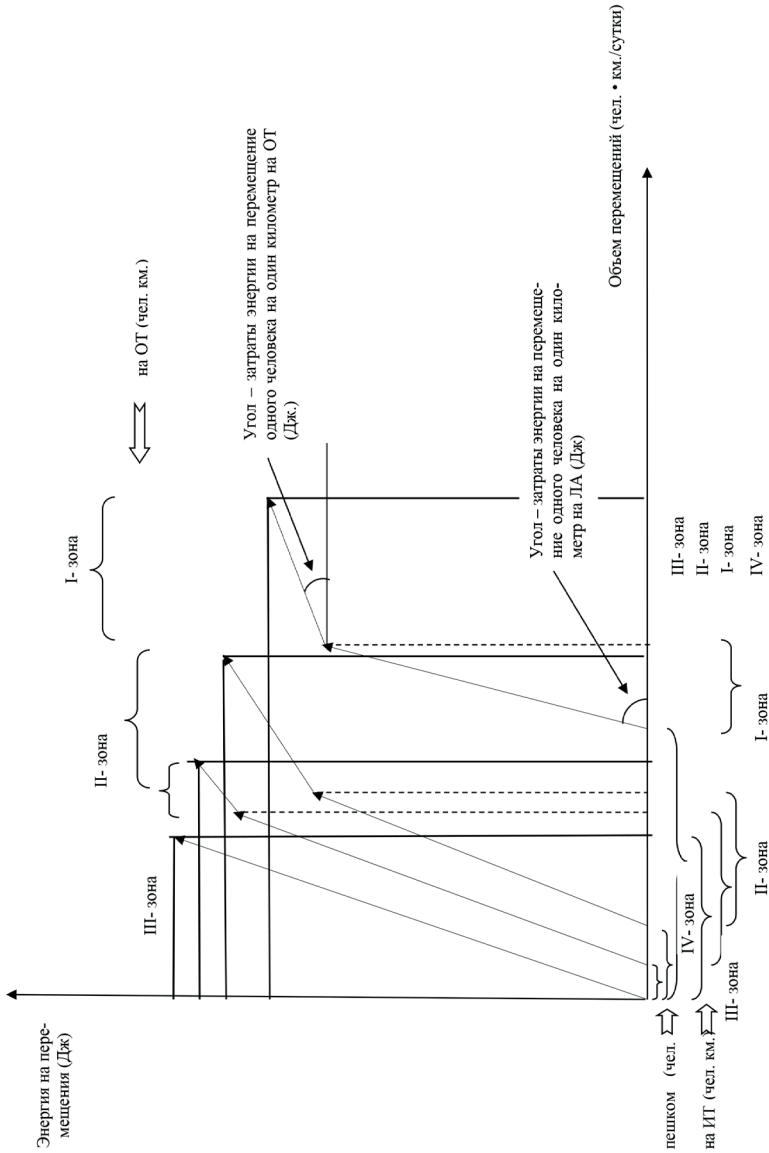 Энергия на пере-
мещения (Дж)
I- зона
на ОТ (чел. км.)
II- зона
III- зона
Угол – затраты энергии на перемещение
одного человека на один километр на ОТ
(Дж.)
Угол – затраты энергии на перемеще-
ние одного человека на один кило-
метр на ЛА (Дж)
Объем перемещений (чел. • км./сутки)
III- зона
II- зона
I- зона
IV- зона
пешком (чел.
IV- зона
на ИТ (чел. км.)
III- зона
II- зона
I- зона